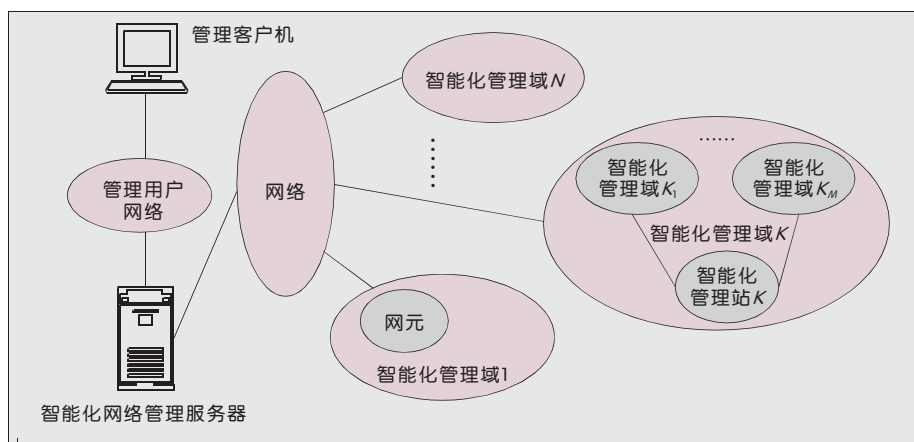 管理客户机
智能化管理域N
……
……
智能化
管理域K1
智能化
管理域KM
管理用户
网络
网络
智能化管理域K
智能化
管理站K
网元
智能化管理域1
智能化网络管理服务器